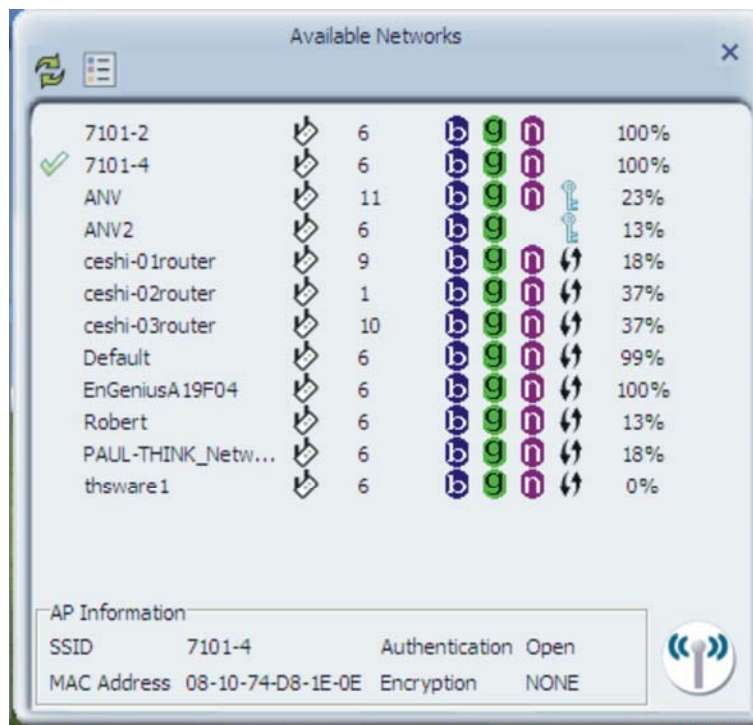 Available Networks
7101-2 6 b g n 100%
7101-4 6 b g n 100%
ANV 11 b g n 23%
ANV2 6 b g 13%
ceshi-01router 9 b g n 18%
ceshi-02router 1 b g n 37%
ceshi-03router 10 b g n 37%
Default 6 b g n 99%
EnGeniusA19F04 6 b g n 100%
Robert 6 b g n 13%
PAUL-THINK_Netw... 6 b g n 18%
thsware1 6 b g n 0%
AP Information
SSID 7101-4 Authentication Open
MAC Address 08-10-74-D8-1E-0E Encryption NONE